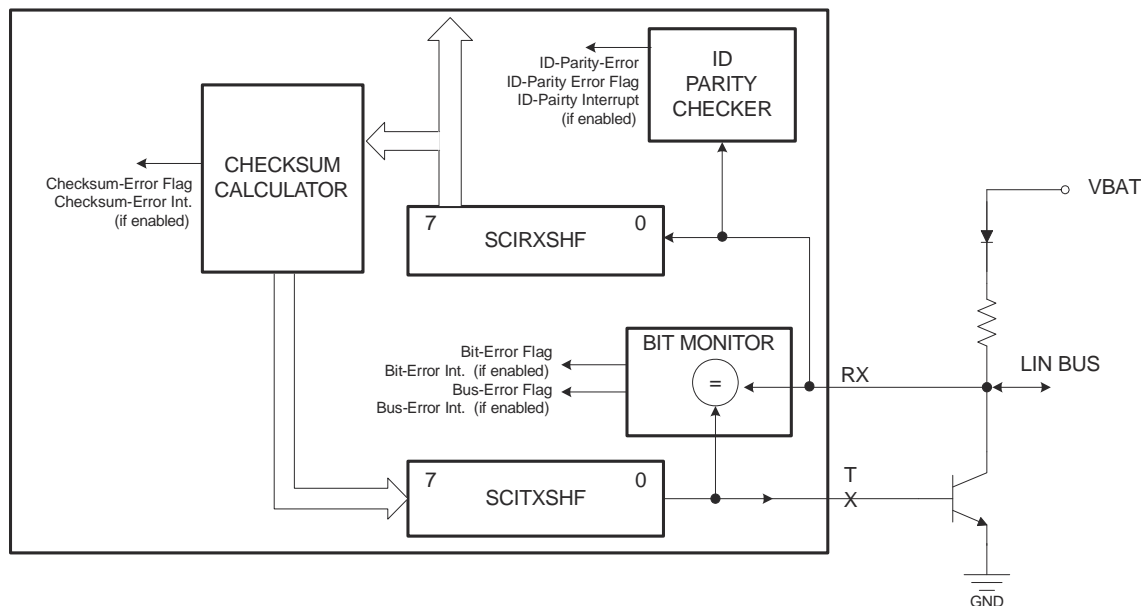 ID-Parity-Error
ID-Parity Error Flag
ID-Pairty Interrupt
(if enabled)
ID
PARITY
CHECKER
CHECKSUM
CALCULATOR
Checksum-Error Flag
Checksum-Error Int.
(if enabled)
7 SCIRXSHF 0
VBAT
BIT MONITOR
=
Bit-Error Flag
Bit-Error Int. (if enabled)
Bus-Error Flag
Bus-Error Int. (if enabled)
RX
LIN BUS
7 SCITXSHF 0
T
X
GND